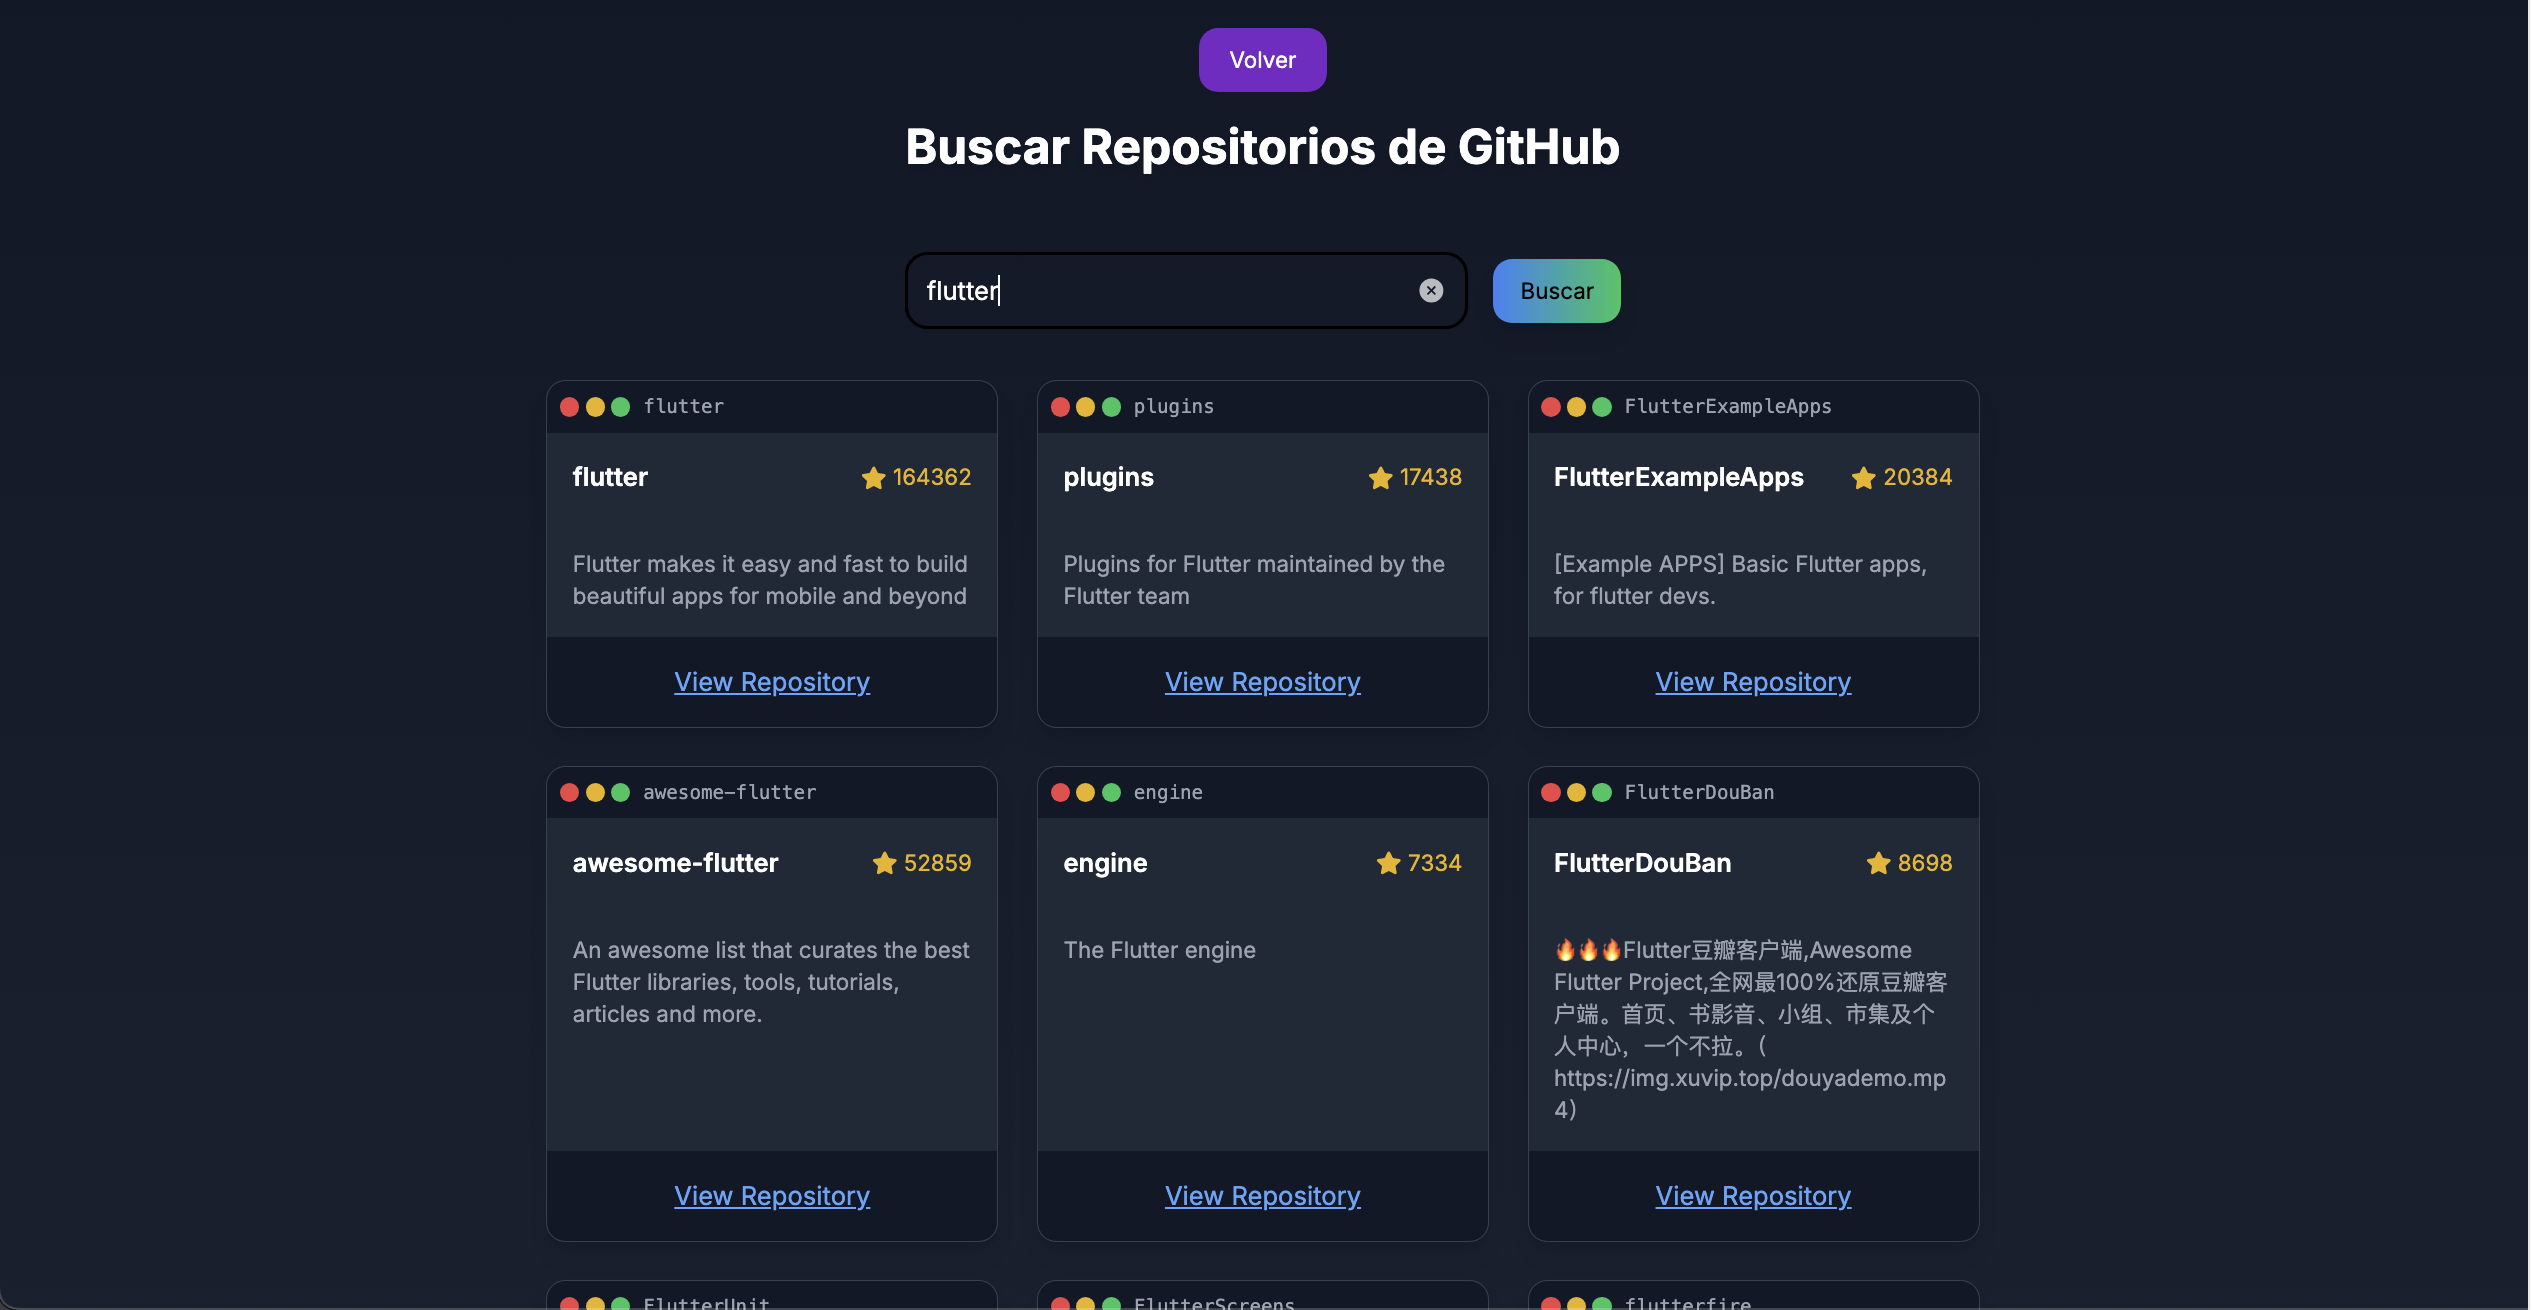 Volver
Buscar Repositorios de GitHub
flutter
Buscar
flutter
flutter
164362
Flutter makes it easy and fast to build
beautiful apps for mobile and beyond
View Repository
plugins
plugins
17438
Plugins for Flutter maintained by the
Flutter team
View Repository
FlutterExampleApps
FlutterExampleApps
20384
[Example APPS] Basic Flutter apps,
for flutter devs.
View Repository
awesome-flutter
awesome-flutter
52859
An awesome list that curates the best
Flutter libraries, tools, tutorials,
articles and more.
View Repository
engine
engine
7334
The Flutter engine
View Repository
FlutterDouBan
FlutterDouBan
8698
🔥🔥🔥Flutter豆瓣客户端,Awesome
Flutter Project,全网最100%还原豆瓣客
户端。首页、书影音、小组、市集及个
人中心，一个不拉。(
https://img.xuvip.top/douyademo.mp
4)
View Repository
FlutterUnit
FlutterScreens
flutterfire